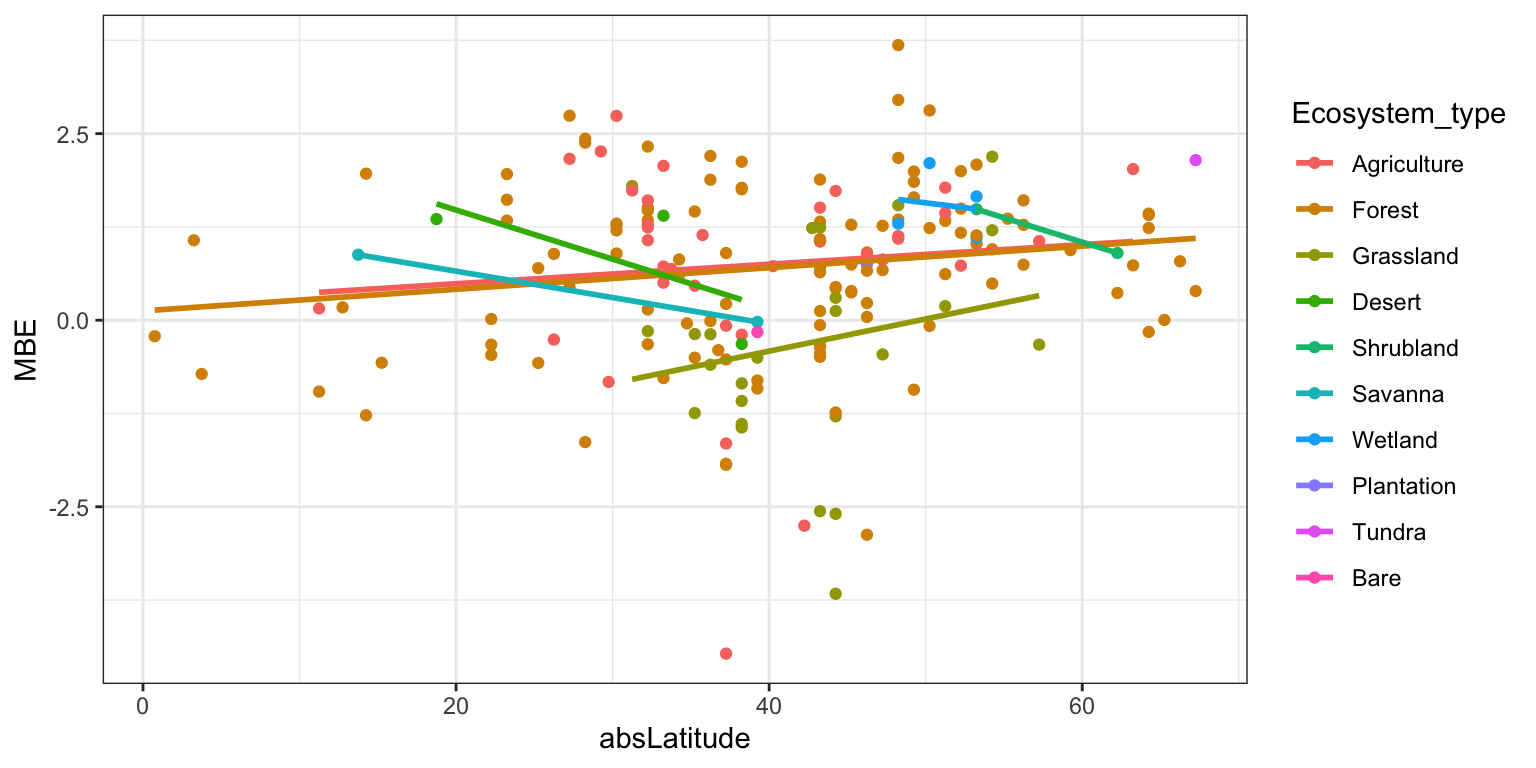 MBE
2.5
0.0
-2.5
0
20
40
60
absLatitude
Ecosystem_type
Agriculture
Forest
Grassland
Desert
Shrubland
Savanna
Wetland
Plantation
Tundra
Bare